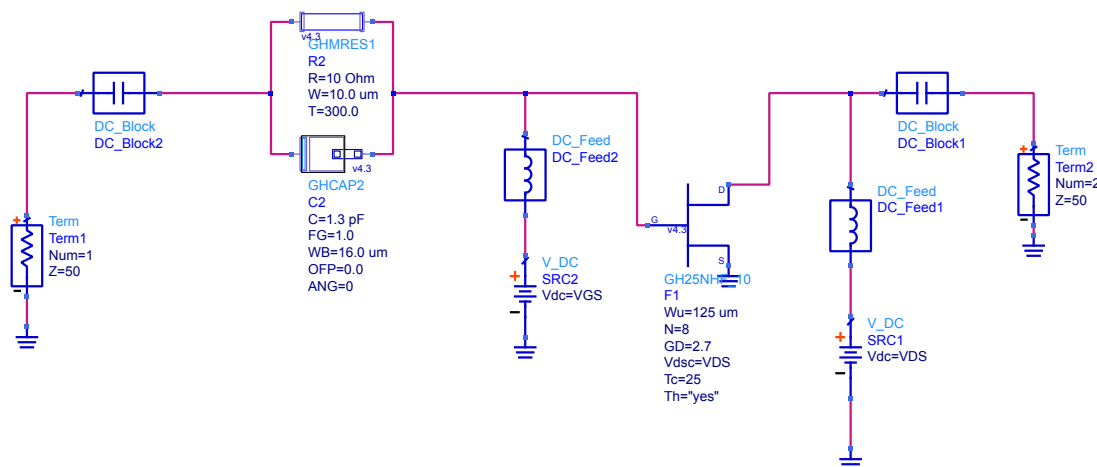 v4.3
GHMRES1
R2
R=10 Ohm
W=10.0 um
T=300.0
v4.3
GHCAP2
C2
C=1.3 pF
FG=1.0
WB=16.0 um
OFP=0.0
ANG=0
DC_Block
DC_Block2
+
Term
Term1
Num=1
Z=50
-
DC_Feed
DC_Feed2
+
V_DC
SRC2
Vdc=VGS
-
G
v4.3
D
S
F1
Wu=125 um
N=8
GD=2.7
Vdsc=VDS
Tc=25
Th="yes"
DC_Block
DC_Block1
DC_Feed
DC_Feed1
+
V_DC
SRC1
Vdc=VDS
-
+
Term
Term2
Num=2
Z=50
-